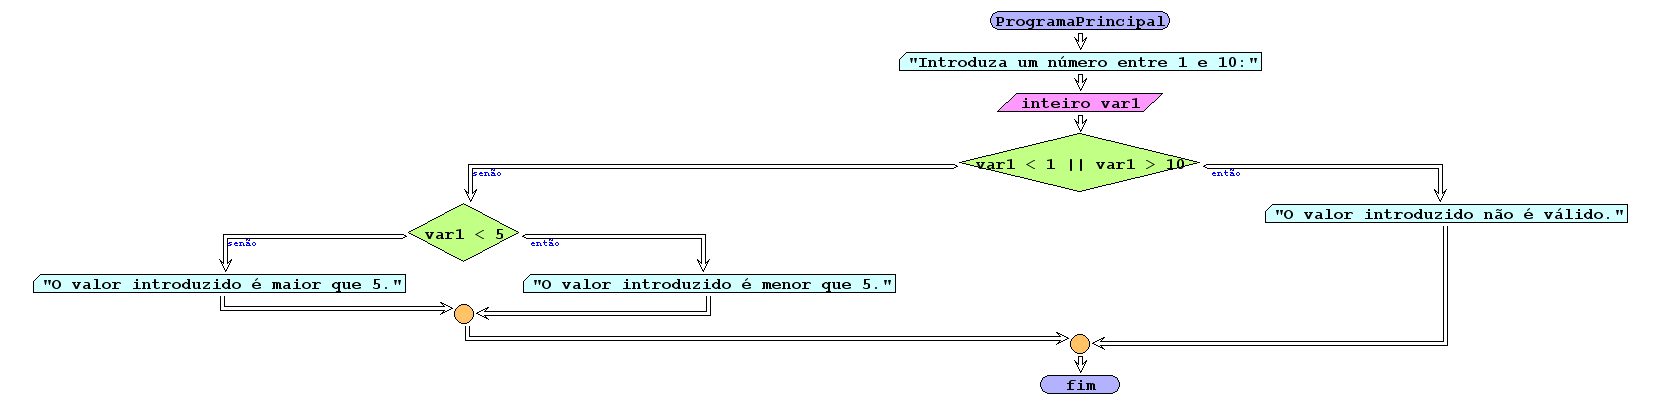 ProgramaPrincipal
"Introduza um número entre 1 e 10:"
inteiro var1
var1 < 1 || var1 > 10
senão
então
"O valor introduzido não é válido."
var1 < 5
senão
então
"O valor introduzido é maior que 5."
"O valor introduzido é menor que 5."
fim